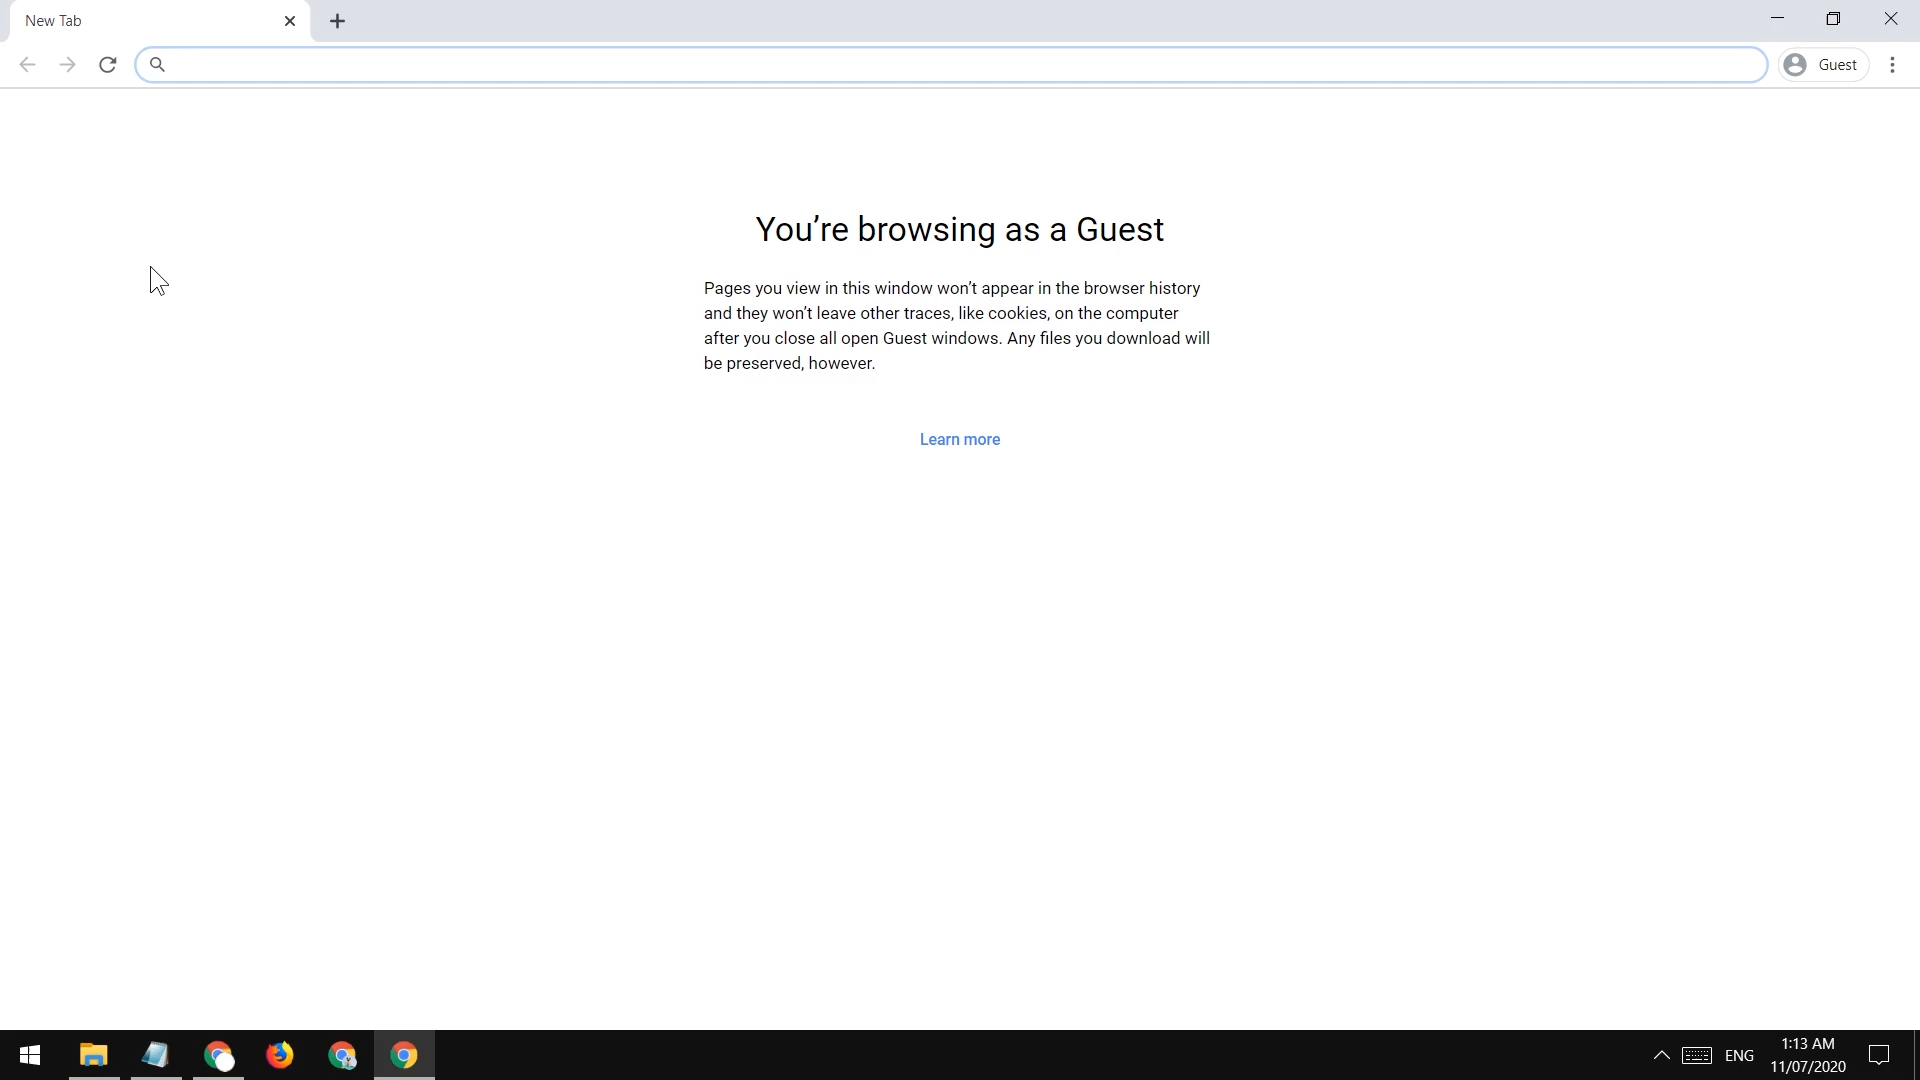 New Tab
Guest
You're browsing as a Guest
Pages you view in this window won't appear in the browser history
and they won't leave other traces, like cookies, on the computer
after you close all open Guest windows. Any files you download will
be preserved, however.
Learn more
ENG
1:13 AM
11/07/2020